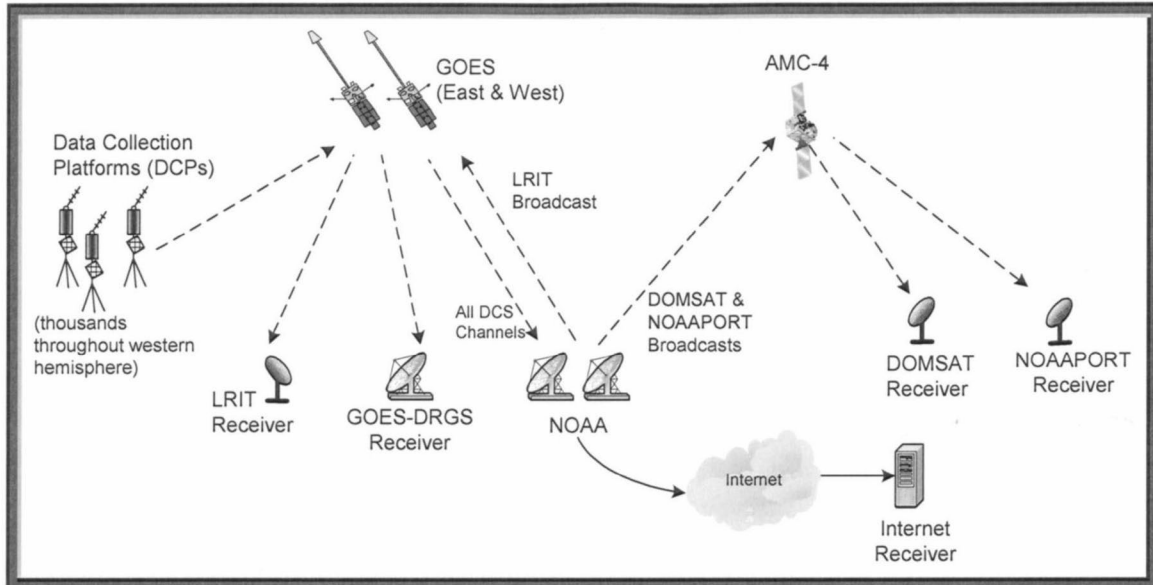 GOES
(East & West)
AMC-4
Data Collection
Platforms (DCPs)
LRIT
Broadcast
(thousands
throughout western
hemisphere)
All DCS
Channels
DOMSAT &
NOAAPORT
Broadcasts
LRIT
Receiver
GOES-DRGS
Receiver
NOAA
DOMSAT
Receiver
NOAAPORT
Receiver
Internet
Internet
Receiver